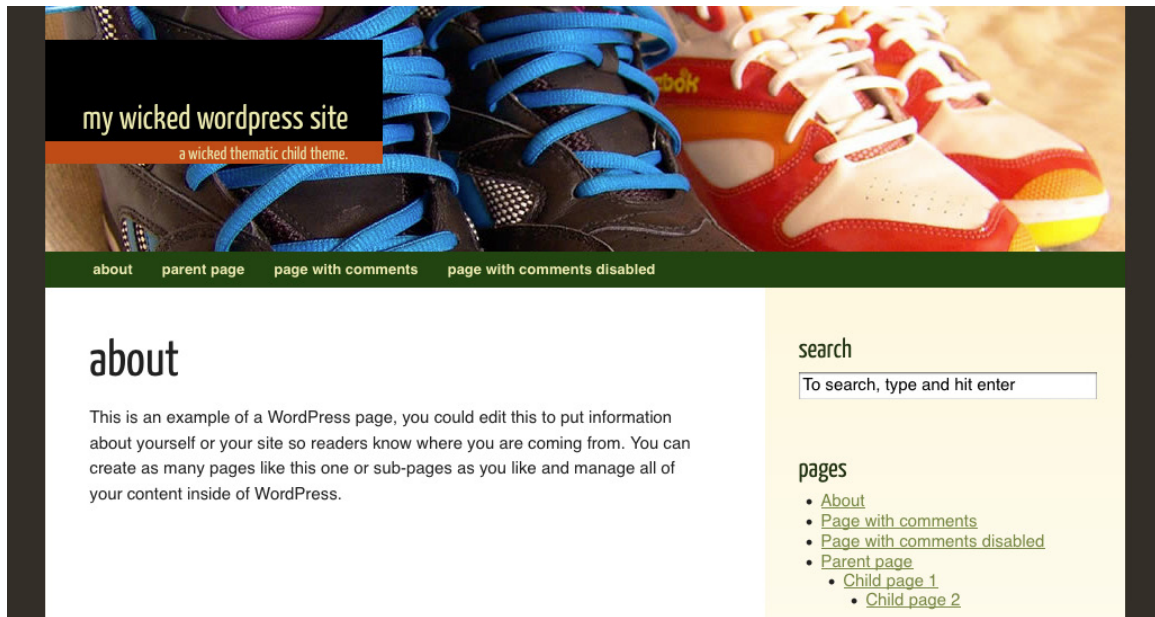 my wicked wordpress site
a wicked thematic child theme.
about parent page page with comments page with comments disabled
about
This is an example of a WordPress page, you could edit this to put information
about yourself or your site so readers know where you are coming from. You can
create as many pages like this one or sub-pages as you like and manage all of
your content inside of WordPress.
search
To search, type and hit enter
pages
About
Page with comments
Page with comments disabled
Parent page
Child page 1
Child page 2